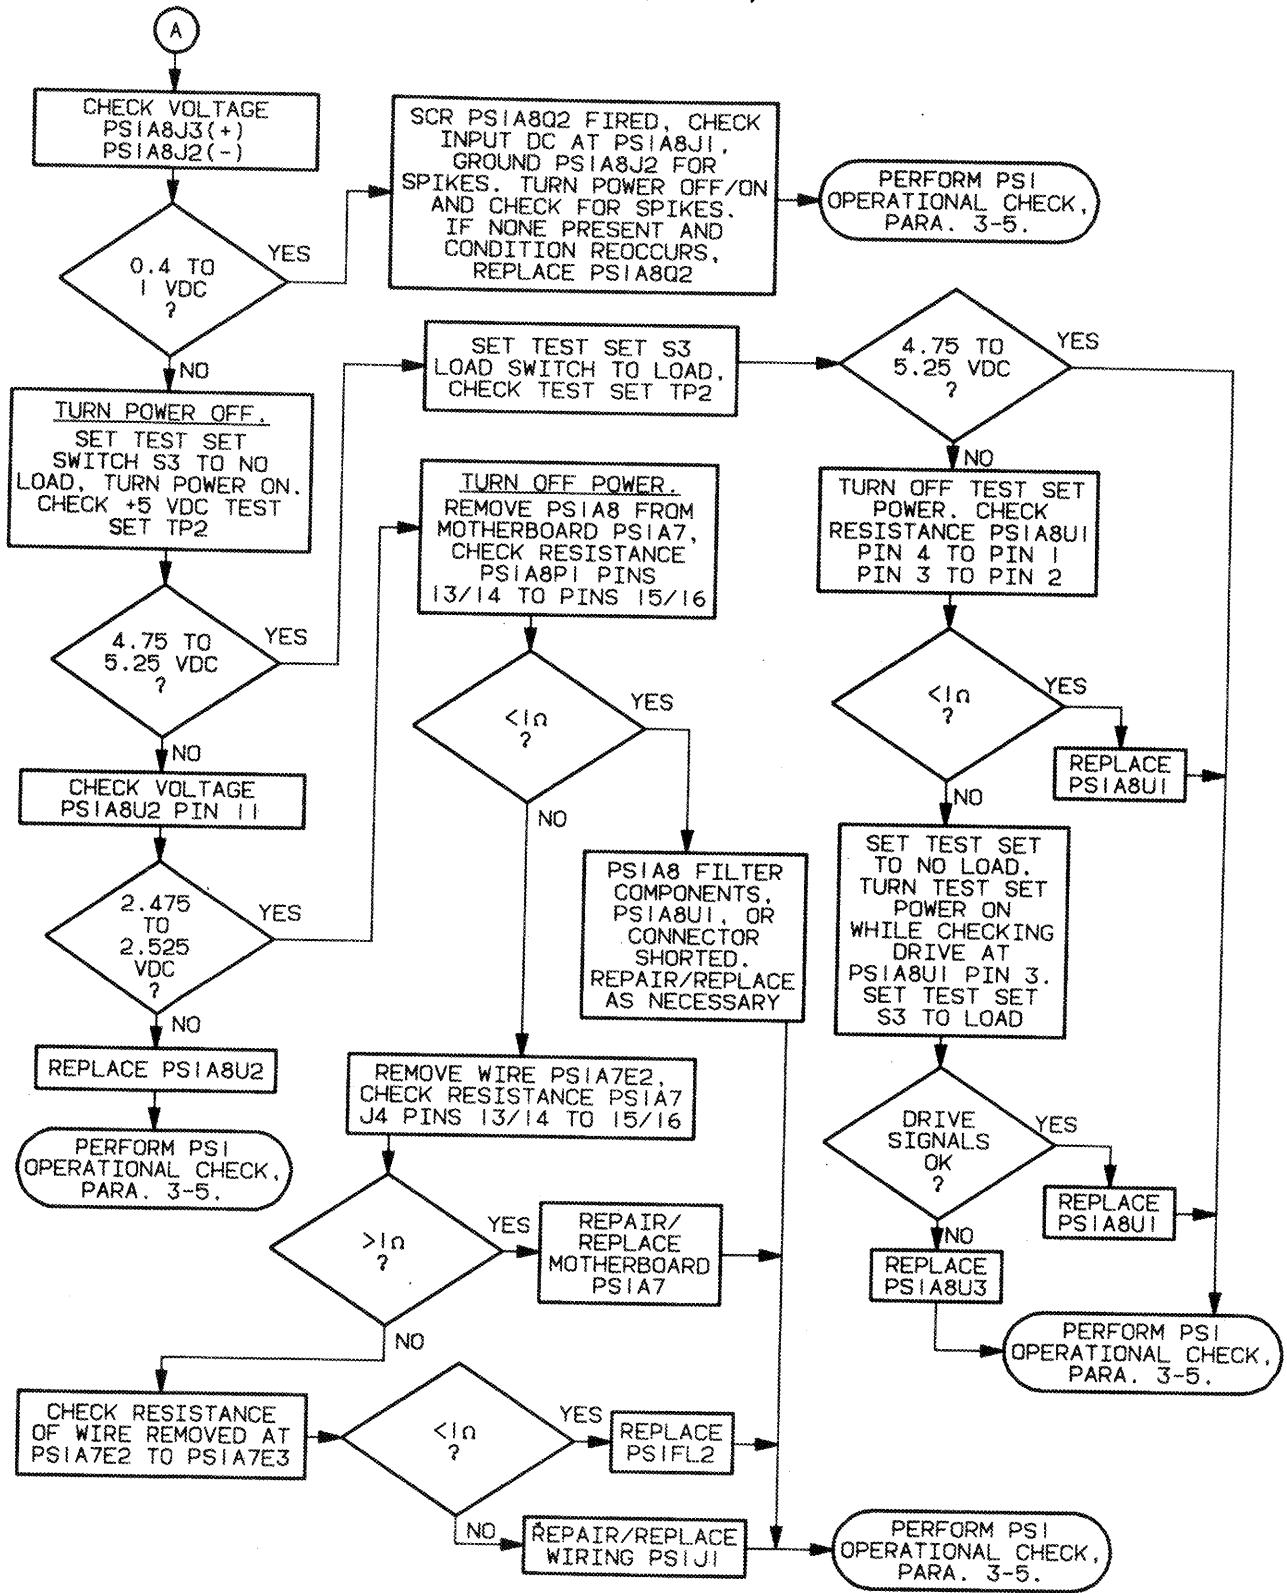 A
CHECK VOLTAGE
PS1A8J3(+)
PS1A8J2(-)
0.4 TO
1 VDC
?
YES
SCR PS1A8Q2 FIRED, CHECK
INPUT DC AT PS1A8J1,
GROUND PS1A8J2 FOR
SPIKES. TURN POWER OFF/ON
AND CHECK FOR SPIKES.
IF NONE PRESENT AND
CONDITION REOCCURS,
REPLACE PS1A8Q2
PERFORM PS1
OPERATIONAL CHECK,
PARA. 3-5.
NO
TURN POWER OFF.
SET TEST SET
SWITCH S3 TO NO
LOAD, TURN POWER ON.
CHECK +5 VDC TEST
SET TP2
4.75 TO
5.25 VDC
?
YES
SET TEST SET S3
LOAD SWITCH TO LOAD.
CHECK TEST SET TP2
4.75 TO
5.25 VDC
?
YES
NO
TURN OFF TEST SET
POWER. CHECK
RESISTANCE PS1A8U1
PIN 4 TO PIN 1
PIN 3 TO PIN 2
<1Ω
?
YES
REPLACE
PS1A8U1
NO
SET TEST SET
TO NO LOAD.
TURN TEST SET
POWER ON
WHILE CHECKING
DRIVE AT
PS1A8U1 PIN 3.
SET TEST SET
S3 TO LOAD
DRIVE
SIGNALS
OK
?
YES
REPLACE
PS1A8U1
NO
REPLACE
PS1A8U3
PERFORM PS1
OPERATIONAL CHECK,
PARA. 3-5.
NO
CHECK VOLTAGE
PS1A8U2 PIN 11
2.475
TO
2.525
VDC
?
YES
NO
REPLACE PS1A8U2
PERFORM PS1
OPERATIONAL CHECK,
PARA. 3-5.
TURN OFF POWER.
REMOVE PS1A8 FROM
MOTHERBOARD PS1A7,
CHECK RESISTANCE
PS1A8P1 PINS
13/14 TO PINS 15/16
<1Ω
?
YES
PS1A8 FILTER
COMPONENTS,
PS1A8U1, OR
CONNECTOR
SHORTED.
REPAIR/REPLACE
AS NECESSARY
NO
REMOVE WIRE PS1A7E2,
CHECK RESISTANCE PS1A7
J4 PINS 13/14 TO 15/16
>1Ω
?
YES
REPAIR/
REPLACE
MOTHERBOARD
PS1A7
NO
CHECK RESISTANCE
OF WIRE REMOVED AT
PS1A7E2 TO PS1A7E3
<1Ω
?
YES
REPLACE
PS1FL2
NO
REPAIR/REPLACE
WIRING PS1J1
PERFORM PS1
OPERATIONAL CHECK,
PARA. 3-5.